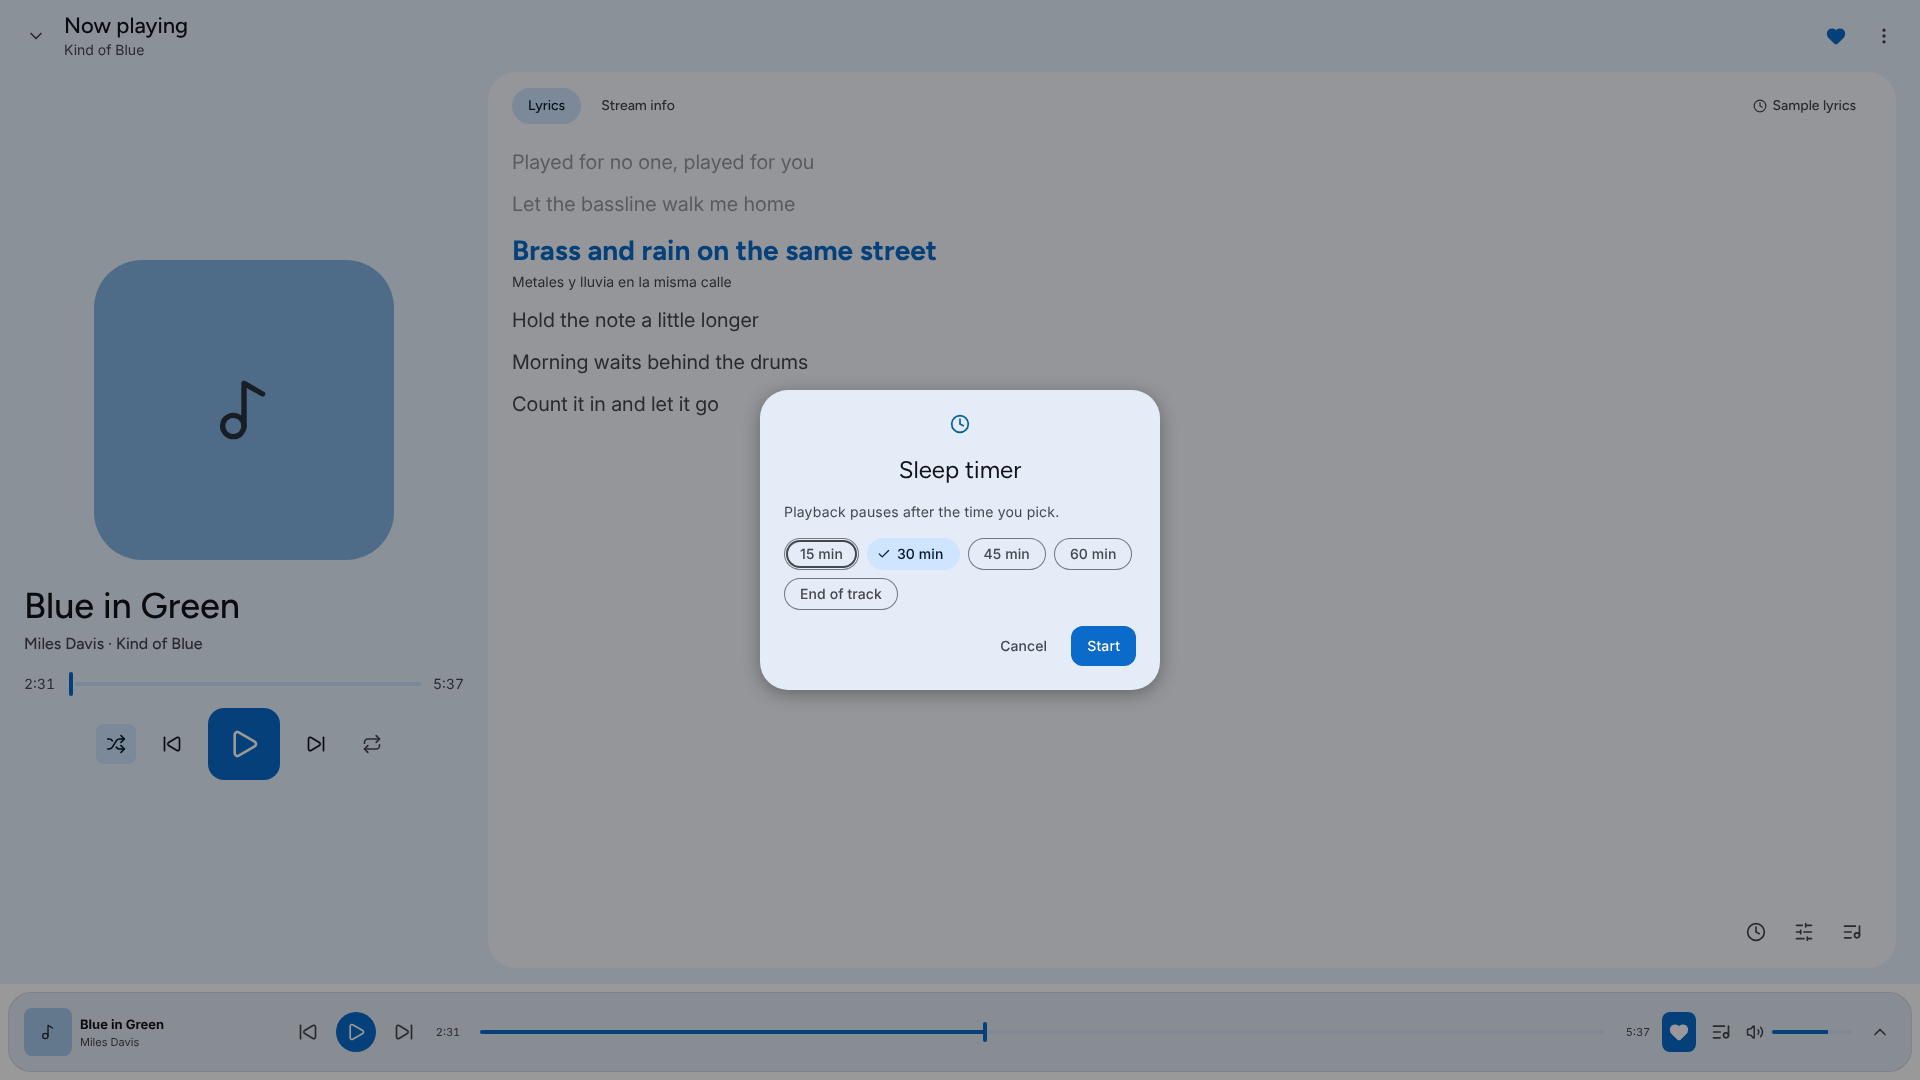 Now playing
Kind of Blue
Lyrics
Stream info
Sample lyrics
Played for no one, played for you
Let the bassline walk me home
Brass and rain on the same street
Metales y lluvia en la misma calle
Hold the note a little longer
Morning waits behind the drums
Count it in and let it go
Sleep timer
Playback pauses after the time you pick.
15 min
30 min
45 min
60 min
End of track
Cancel
Start
Blue in Green
Miles Davis · Kind of Blue
2:31
5:37
Blue in Green
Miles Davis
2:31
5:37